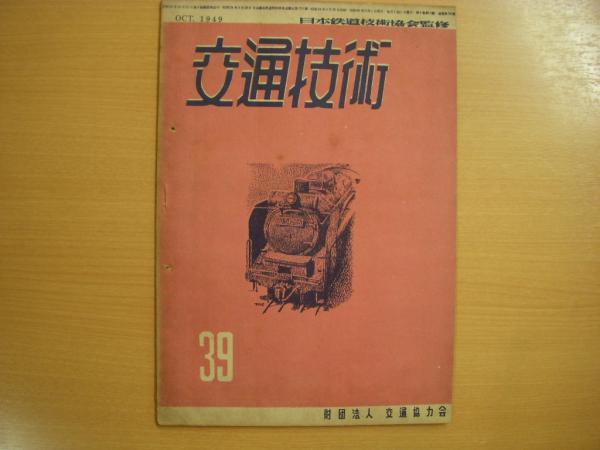 OCT. 1949
日本鉄道技術協会監修
交通技術
39
財団法人 交通協力会